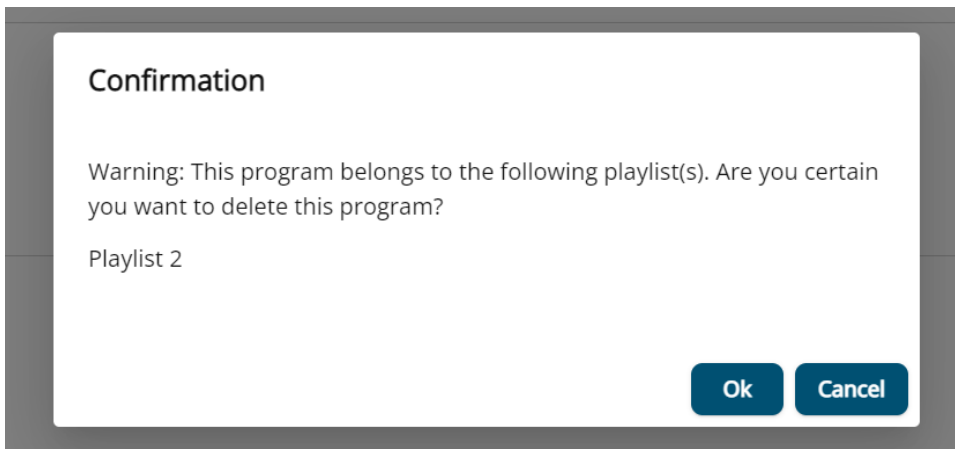 Confirmation
Warning: This program belongs to the following playlist(s). Are you certain
you want to delete this program?
Playlist 2
Ok
Cancel